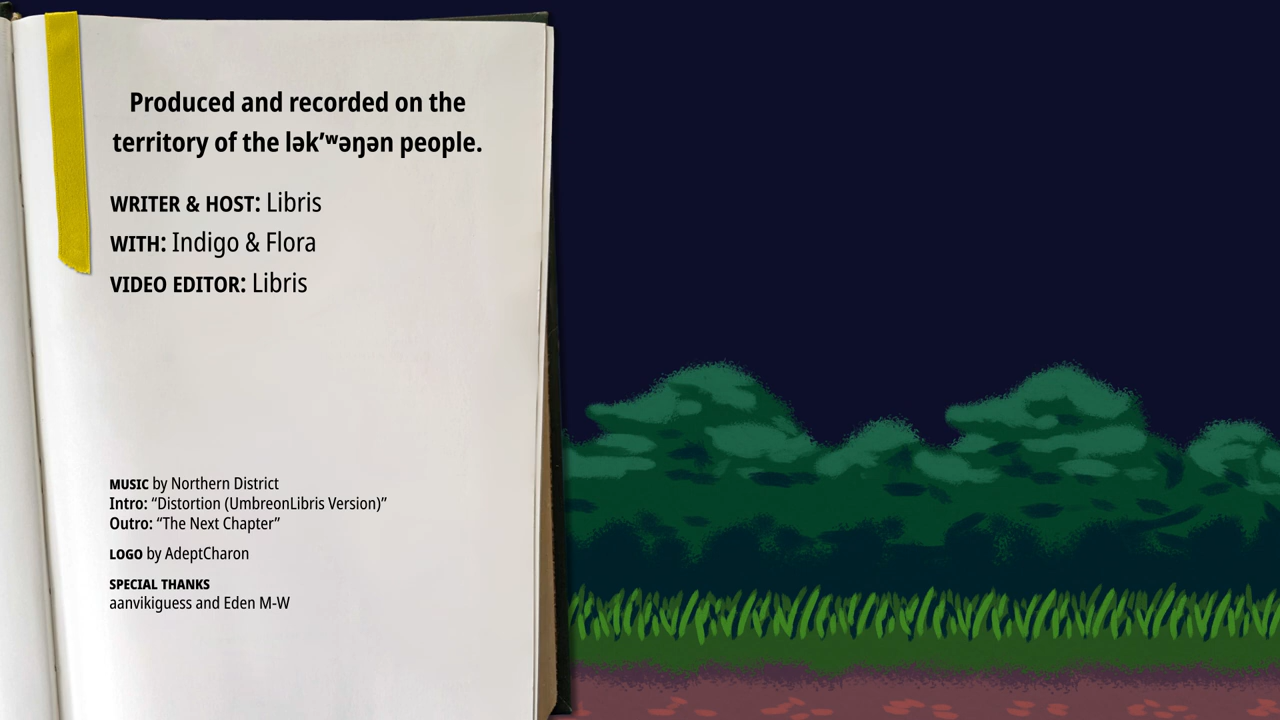 Produced and recorded on the
territory of the lək’ʷəŋən people.
WRITER & HOST: Libris
WITH: Indigo & Flora
VIDEO EDITOR: Libris
MUSIC by Northern District
Intro: “Distortion (UmbreonLibris Version)”
Outro: “The Next Chapter”
LOGO by AdeptCharon
SPECIAL THANKS
aanvikiguess and Eden M-W